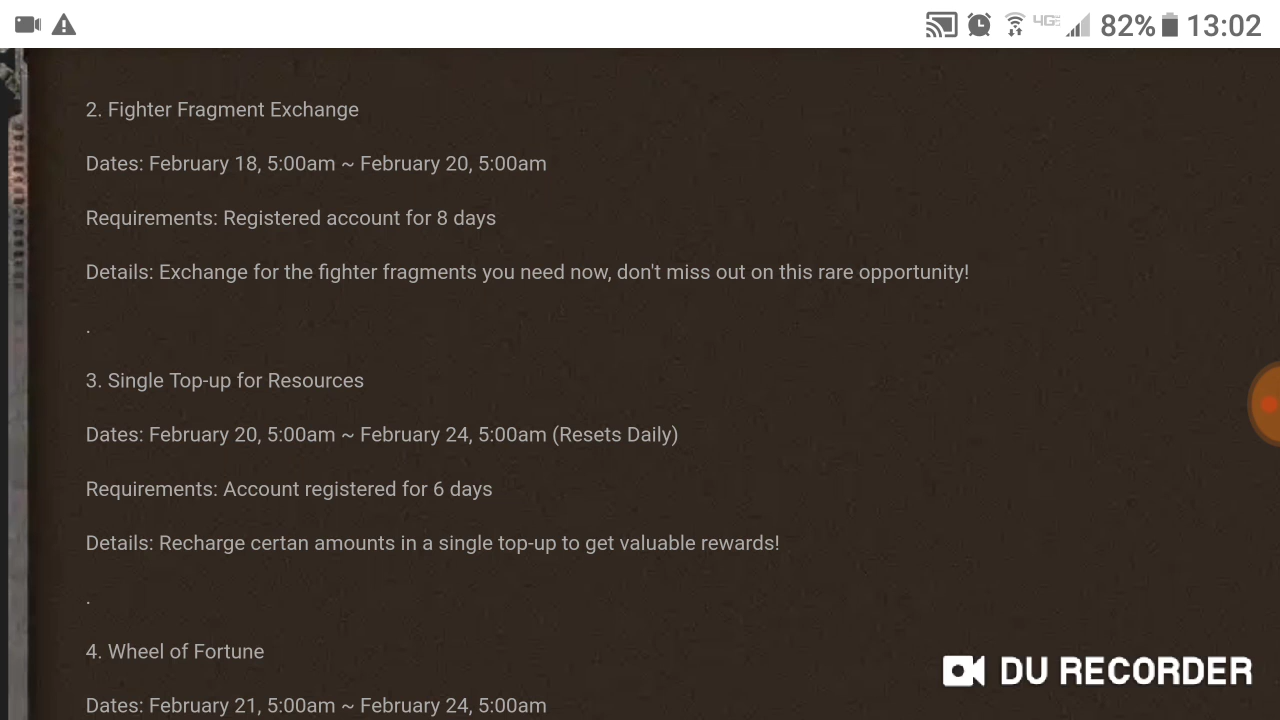 4G 82% 13:02
2. Fighter Fragment Exchange
Dates: February 18, 5:00am ~ February 20, 5:00am
Requirements: Registered account for 8 days
Details: Exchange for the fighter fragments you need now, don't miss out on this rare opportunity!
.
3. Single Top-up for Resources
Dates: February 20, 5:00am ~ February 24, 5:00am (Resets Daily)
Requirements: Account registered for 6 days
Details: Recharge certan amounts in a single top-up to get valuable rewards!
.
4. Wheel of Fortune
DU RECORDER
Dates: February 21, 5:00am ~ February 24, 5:00am